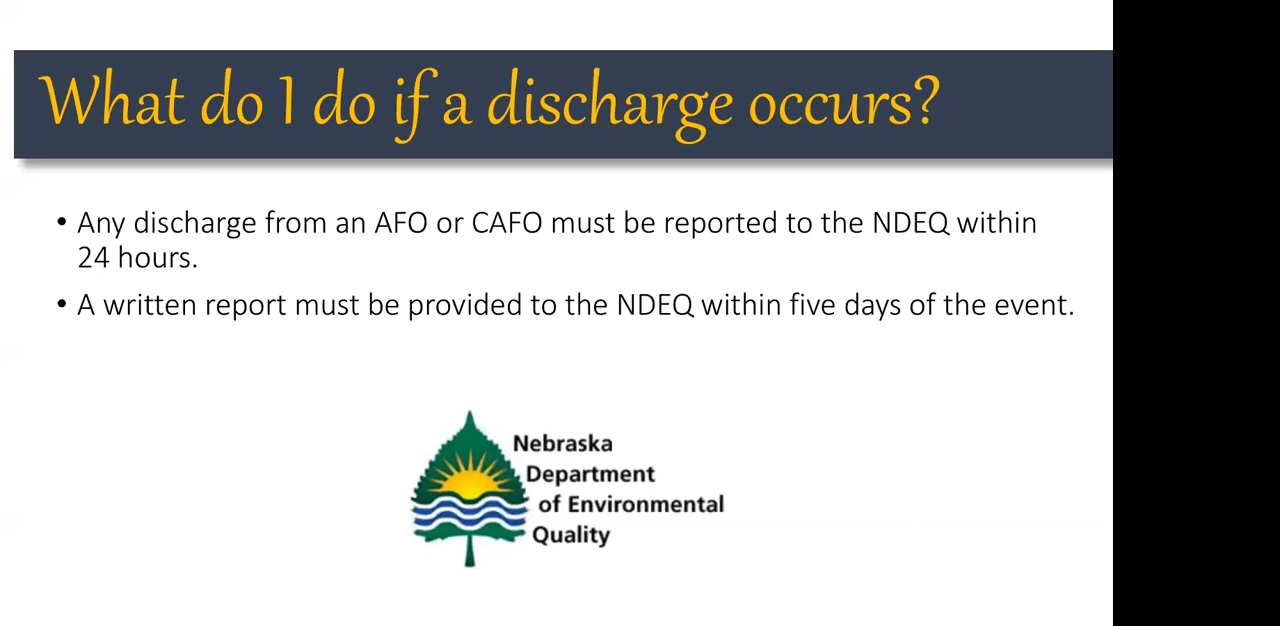 What do I do if a discharge occurs?
• Any discharge from an AFO or CAFO must be reported to the NDEQ within
24 hours.
• A written report must be provided to the NDEQ within five days of the event.
Nebraska
Department
of Environmental
Quality